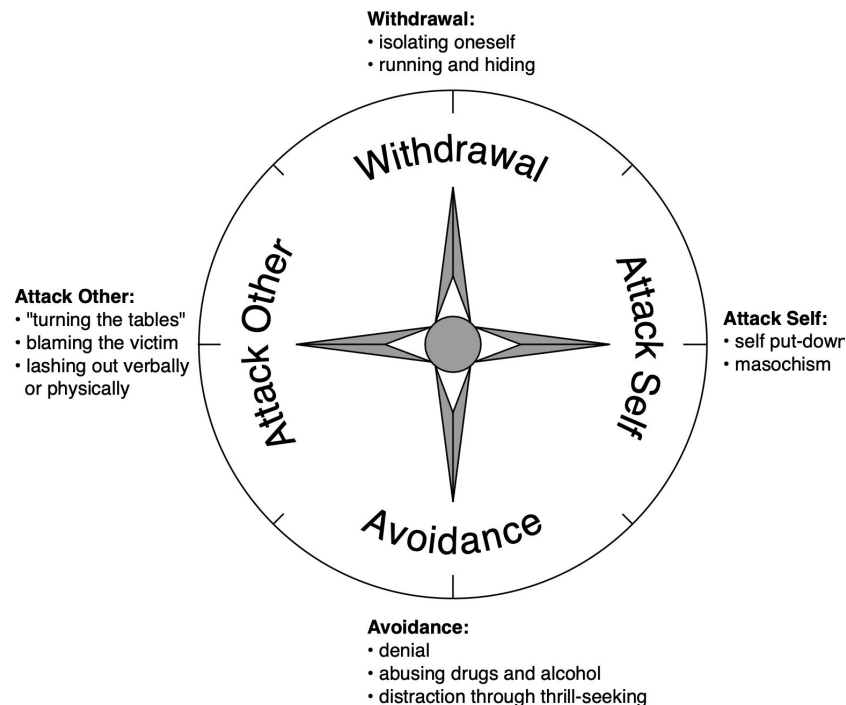 Withdrawal:
• isolating oneself
• running and hiding
Withdrawal
Attack Other
Attack Self
Avoidance
Attack Other:
• "turning the tables"
• blaming the victim
• lashing out verbally
or physically
Attack Self:
• self put-down
• masochism
Avoidance:
• denial
• abusing drugs and alcohol
• distraction through thrill-seeking